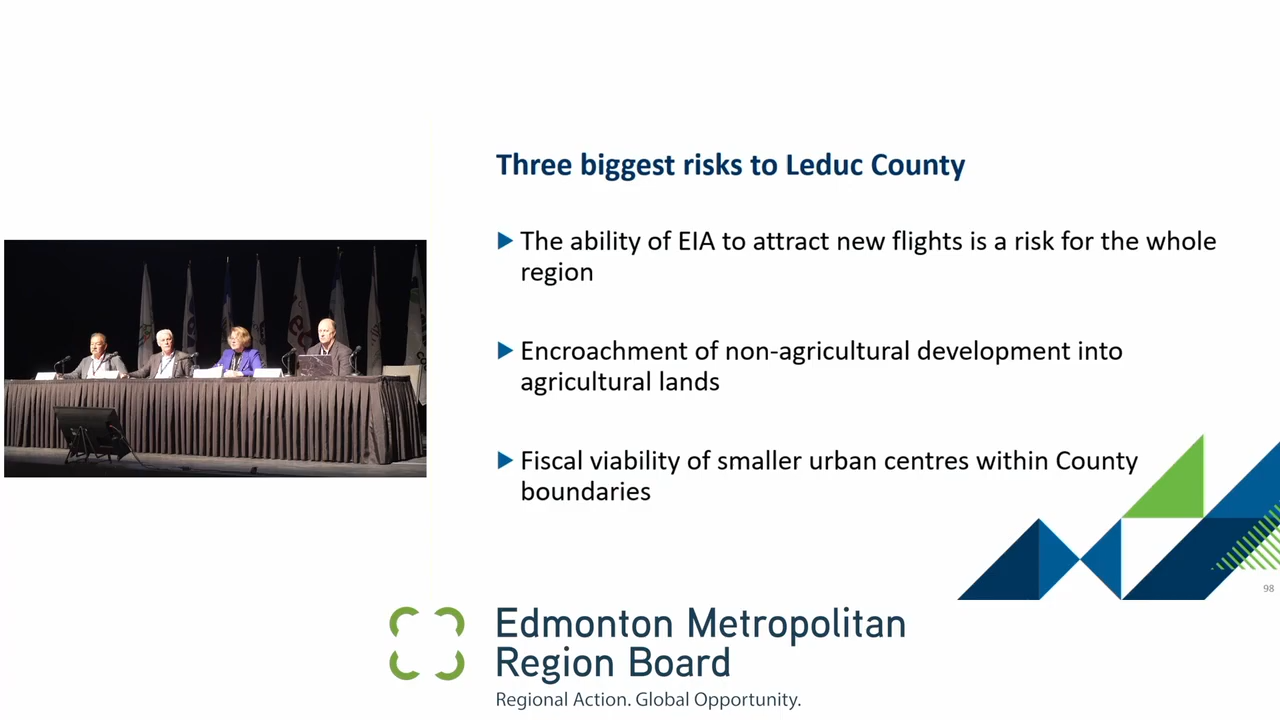 Three biggest risks to Leduc County
The ability of EIA to attract new flights is a risk for the whole
region
Encroachment of non-agricultural development into
agricultural lands
Fiscal viability of smaller urban centres within County
boundaries
98
Edmonton Metropolitan
Region Board
Regional Action. Global Opportunity.